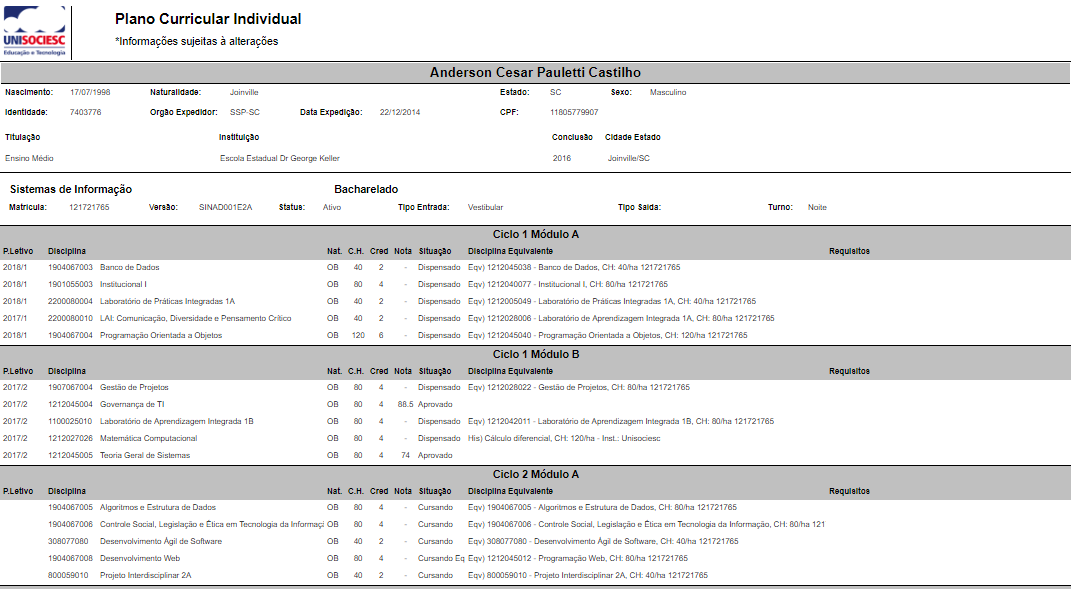 UNISOCIESC
Educação e Tecnologia
Plano Curricular Individual
*Informações sujeitas à alterações
Anderson Cesar Pauletti Castilho
Nascimento: 17/07/1998 Naturalidade: Joinville Estado: SC Sexo: Masculino
Identidade: 7403776 Orgão Expedidor: SSP-SC Data Expedição: 22/12/2014 CPF: 11805779907
Titulação Instituição Conclusão Cidade Estado
Ensino Médio Escola Estadual Dr George Keller 2016 Joinville/SC
Sistemas de Informação Bacharelado
Matricula: 121721765 Versão: SINAD001E2A Status: Ativo Tipo Entrada: Vestibular Tipo Saida: Turno: Noite
Ciclo 1 Módulo A
P.Letivo Disciplina Nat. C.H. Cred Nota Situação Disciplina Equivalente Requisitos
2018/1 1904067003 Banco de Dados OB 40 2 - Dispensado Eqv) 1212045038 - Banco de Dados, CH: 40/ha 121721765
2018/1 1901055003 Institucional I OB 80 4 - Dispensado Eqv) 1212040077 - Institucional I, CH: 80/ha 121721765
2018/1 2200080004 Laboratório de Práticas Integradas 1A OB 40 2 - Dispensado Eqv) 1212005049 - Laboratório de Práticas Integradas 1A, CH: 40/ha 121721765
2017/1 2200080010 LAI: Comunicação, Diversidade e Pensamento Crítico OB 40 2 - Dispensado Eqv) 1212028006 - Laboratório de Aprendizagem Integrada 1A, CH: 80/ha 121721765
2018/1 1904067004 Programação Orientada a Objetos OB 120 6 - Dispensado Eqv) 1212045040 - Programação Orientada a Objetos, CH: 120/ha 121721765
Ciclo 1 Módulo B
P.Letivo Disciplina Nat. C.H. Cred Nota Situação Disciplina Equivalente Requisitos
2017/2 1907067004 Gestão de Projetos OB 80 4 - Dispensado Eqv) 1212028022 - Gestão de Projetos, CH: 80/ha 121721765
2017/2 1212045004 Governança de TI OB 80 4 88.5 Aprovado
2017/2 1100025010 Laboratório de Aprendizagem Integrada 1B OB 80 4 - Dispensado Eqv) 1212042011 - Laboratório de Aprendizagem Integrada 1B, CH: 80/ha 121721765
2017/2 1212027026 Matemática Computacional OB 80 4 - Dispensado His) Cálculo diferencial, CH: 120/ha - Inst.: Unisociesc
2017/2 1212045005 Teoria Geral de Sistemas OB 80 4 74 Aprovado
Ciclo 2 Módulo A
P.Letivo Disciplina Nat. C.H. Cred Nota Situação Disciplina Equivalente Requisitos
1904067005 Algoritmos e Estrutura de Dados OB 80 4 - Cursando Eqv) 1904067005 - Algoritmos e Estrutura de Dados, CH: 80/ha 121721765
1904067006 Controle Social, Legislação e Ética em Tecnologia da Informaçã OB 80 4 - Cursando Eqv) 1904067006 - Controle Social, Legislação e Ética em Tecnologia da Informação, CH: 80/ha 121
308077080 Desenvolvimento Ágil de Software OB 40 2 - Cursando Eqv) 308077080 - Desenvolvimento Ágil de Software, CH: 40/ha 121721765
1904067008 Desenvolvimento Web OB 80 4 - Cursando Eq Eqv) 1212045012 - Programação Web, CH: 80/ha 121721765
800059010 Projeto Interdisciplinar 2A OB 40 2 - Cursando Eqv) 800059010 - Projeto Interdisciplinar 2A, CH: 40/ha 121721765